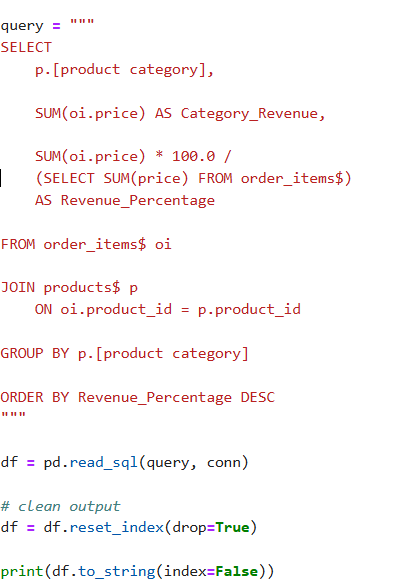 query = """
SELECT
    p.[product category],

    SUM(oi.price) AS Category_Revenue,

    SUM(oi.price) * 100.0 /
    (SELECT SUM(price) FROM order_items$)
    AS Revenue_Percentage

FROM order_items$ oi

JOIN products$ p
    ON oi.product_id = p.product_id

GROUP BY p.[product category]

ORDER BY Revenue_Percentage DESC
"""

df = pd.read_sql(query, conn)

# clean output
df = df.reset_index(drop=True)

print(df.to_string(index=False))